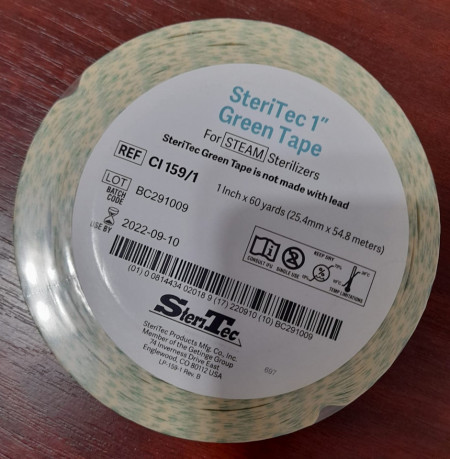 SteriTec 1"
Green Tape
For STEAM Sterilizers
SteriTec Green Tape is not made with lead
REF CI 159/1
1 Inch x 60 yards (25.4mm x 54.8 meters)
LOT BC291009
BATCH
CODE
2022-09-10
USE BY
KEEP DRY
CONSULT IFU SINGLE USE
TEMP LIMITATIONS
(01) 0 0814434 02018 9 (17) 220910 (10) BC291009
SteriTec
SteriTec Products Mfg. Co., Inc.
Member of the Getinge Group
74 Inverness Drive East
Englewood, CO 80112 USA
LP-159-1 Rev. B
697